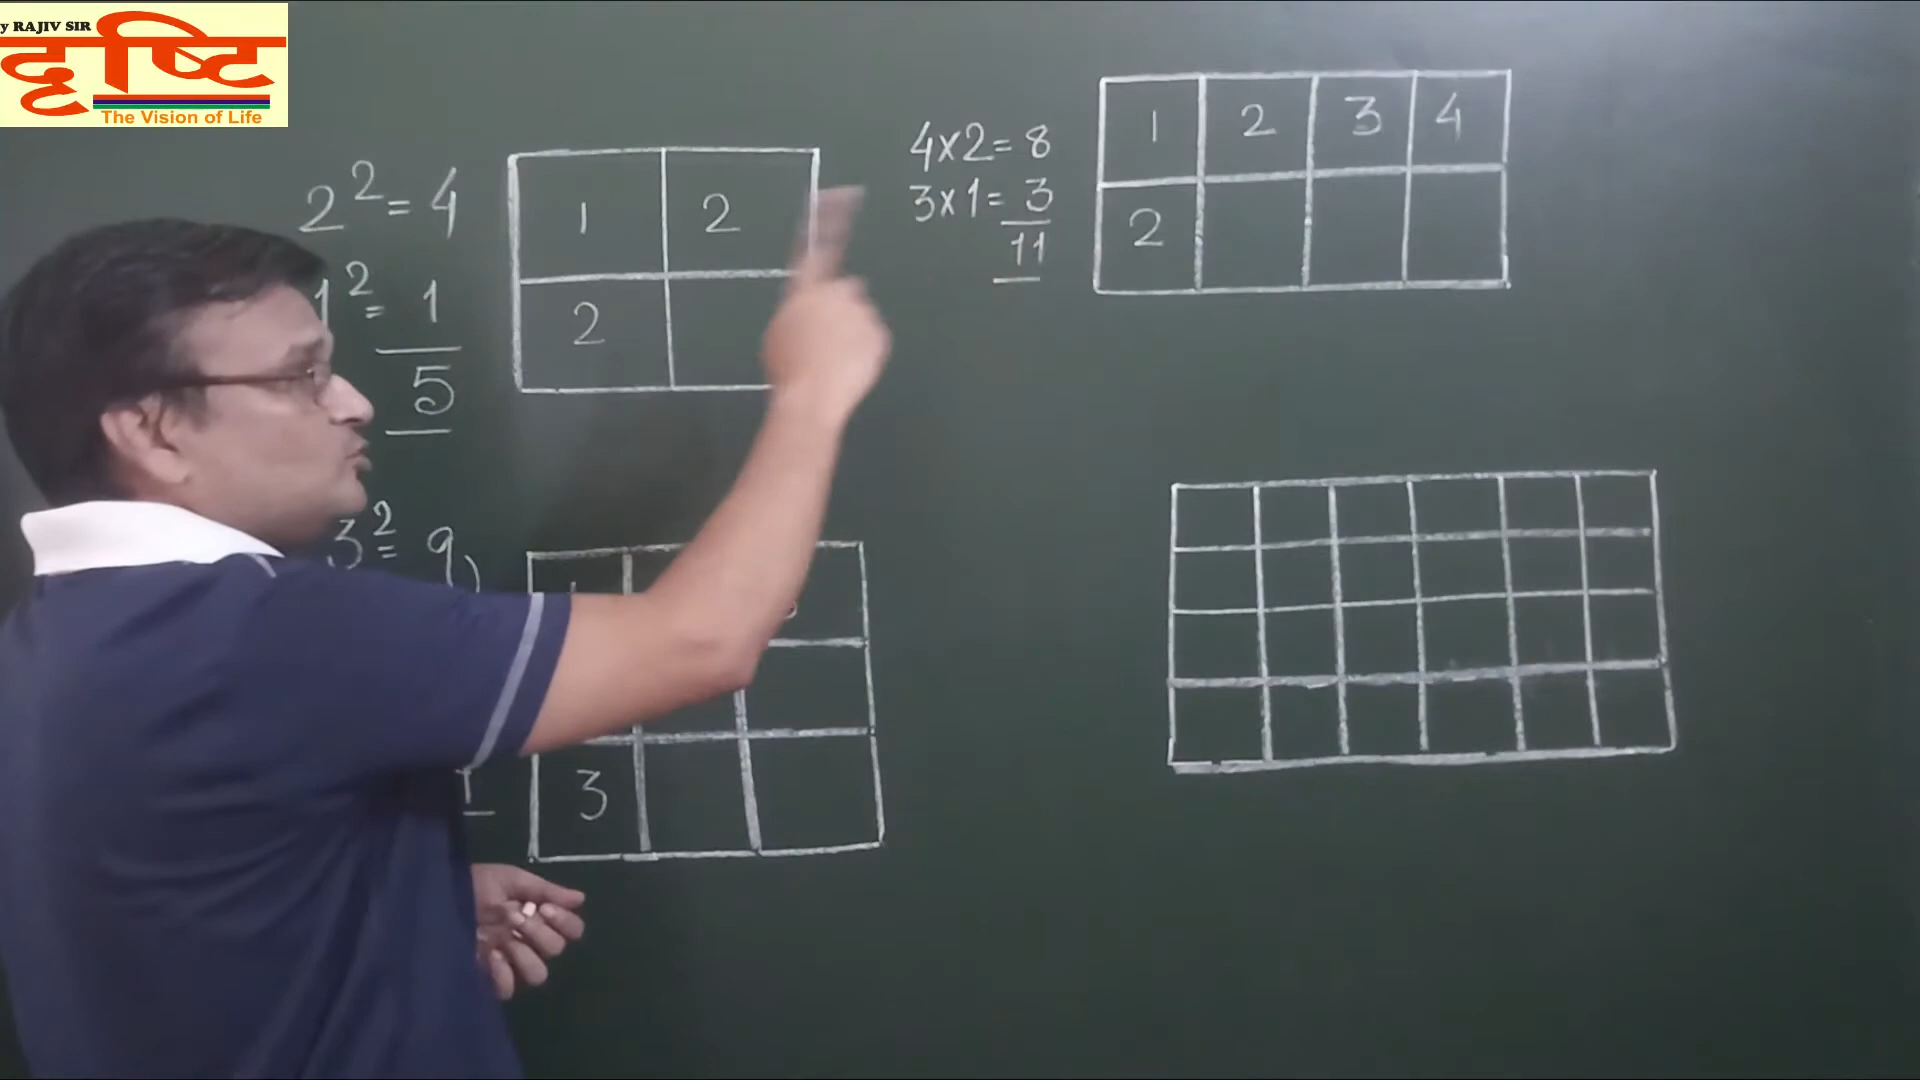 y RAJIV SIR
दृष्टि
The Vision of Life
2² = 4
1² = 1
5
1 2
2
3² = 9
3
4x2= 8
3x1= 3
11
1 2 3 4
2